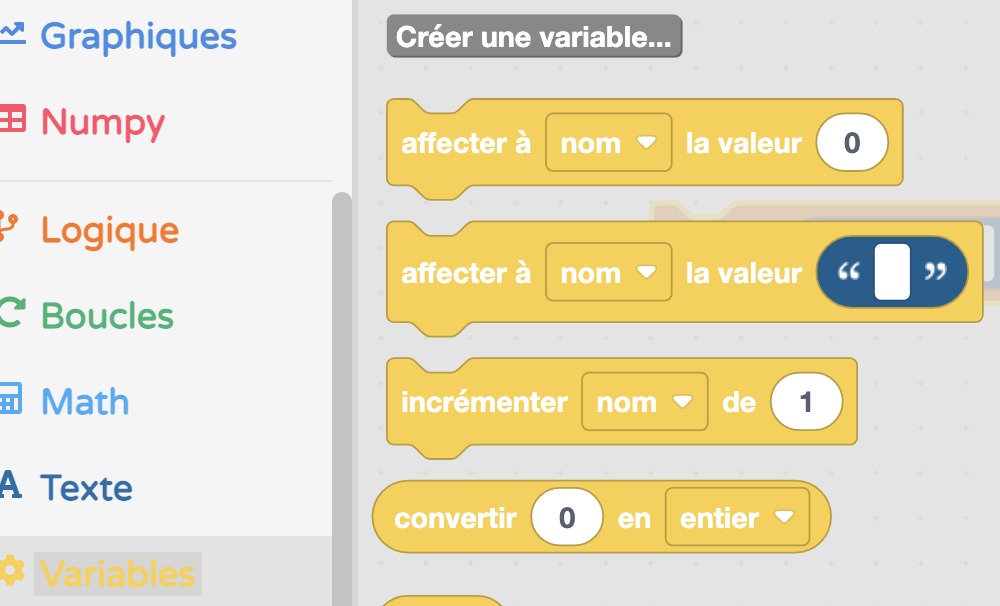 Graphiques
Numpy
Logique
Boucles
Math
Texte
Variables
Créer une variable...
affecter à nom la valeur 0
affecter à nom la valeur “ ”
incrémenter nom de 1
convertir 0 en entier